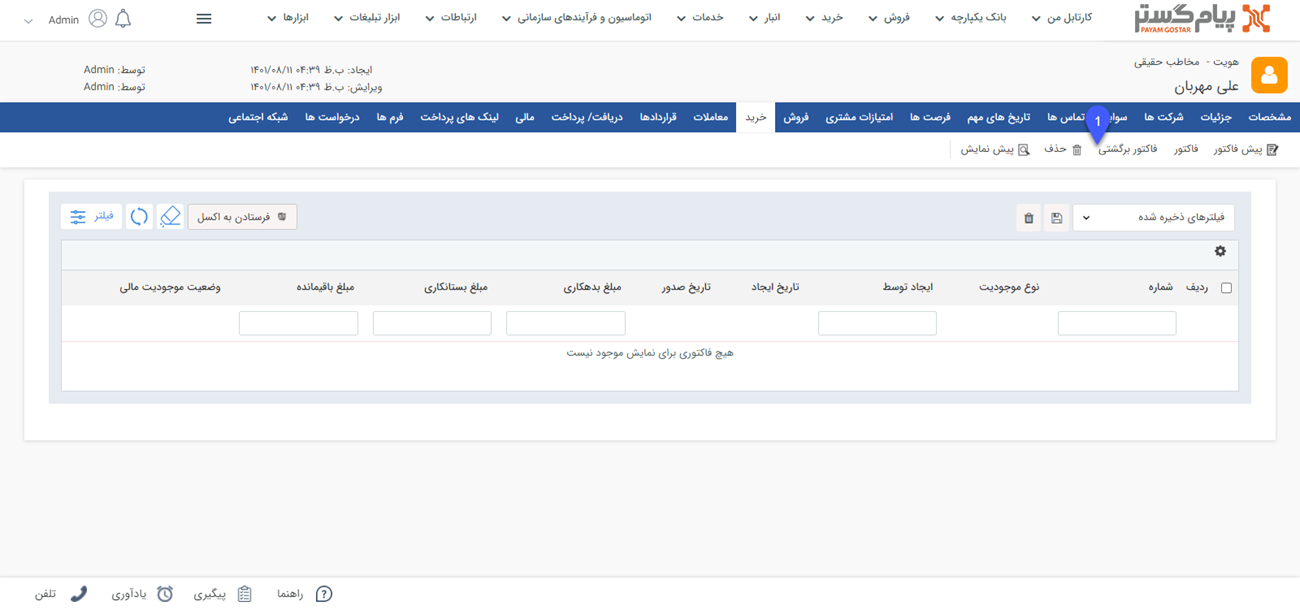 پیام گستر
PAYAM GOSTAR
کارتابل من
بانک یکپارچه
فروش
خرید
انبار
خدمات
ارتباطات
اتوماسیون و فرآیندهای سازمانی
ابزار تبلیغات
ابزارها
Admin
هویت - مخاطب حقیقی
علی مهربان
ایجاد: ب.ظ ۰۴:۳۹ ۱۴۰۱/۰۸/۱۱
توسط: Admin
ویرایش: ب.ظ ۰۴:۳۹ ۱۴۰۱/۰۸/۱۱
توسط: Admin
مشخصات
جزئیات
شرکت ها
تماس ها
تاریخ های مهم
فرصت ها
امتیازات مشتری
فروش
خرید
معاملات
قراردادها
دریافت/ پرداخت
مالی
لینک های پرداخت
فرم ها
درخواست ها
شبکه اجتماعی
1
پیش فاکتور
فاکتور
فاکتور برگشتی
حذف
پیش نمایش
فیلترهای ذخیره شده
فرستادن به اکسل
فیلتر
ردیف
شماره
نوع موجودیت
ایجاد توسط
تاریخ ایجاد
تاریخ صدور
مبلغ بدهکاری
مبلغ بستانکاری
مبلغ باقیمانده
وضعیت موجودیت مالی
هیچ فاکتوری برای نمایش موجود نیست
راهنما
پیگیری
یادآوری
تلفن